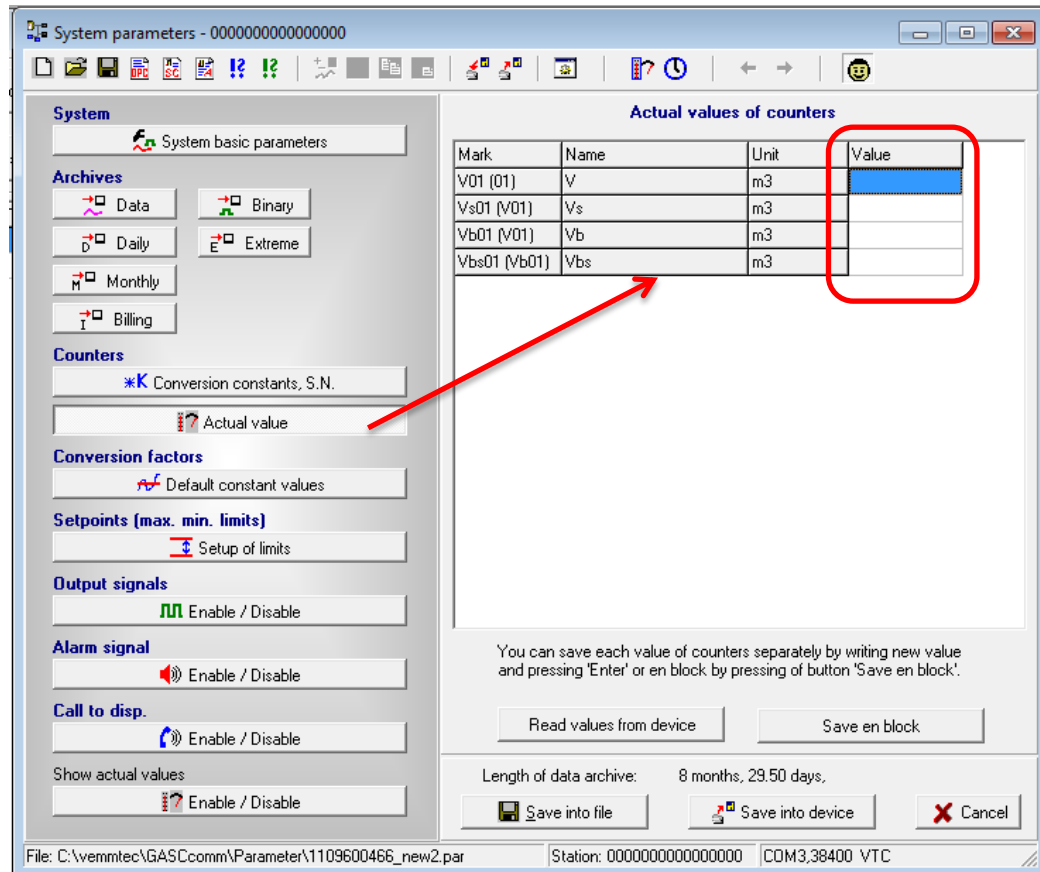 System parameters - 0000000000000000
System
System basic parameters
Archives
Data
Binary
Daily
Extreme
Monthly
Billing
Counters
Conversion constants, S.N.
Actual value
Conversion factors
Default constant values
Setpoints (max. min. limits)
Setup of limits
Output signals
Enable / Disable
Alarm signal
Enable / Disable
Call to disp.
Enable / Disable
Show actual values
Enable / Disable
Actual values of counters
Mark Name Unit Value
V01 (01) V m3
Vs01 (V01) Vs m3
Vb01 (V01) Vb m3
Vbs01 (Vb01) Vbs m3
You can save each value of counters separately by writing new value
and pressing 'Enter' or en block by pressing of button 'Save en block'.
Read values from device
Save en block
Length of data archive: 8 months, 29.50 days,
Save into file
Save into device
Cancel
File: C:\vemmtec\GASCcomm\Parameter\1109600466_new2.par
Station: 0000000000000000
COM3,38400 VTC